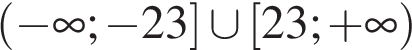 (−∞; −23] ∪ [23; +∞)